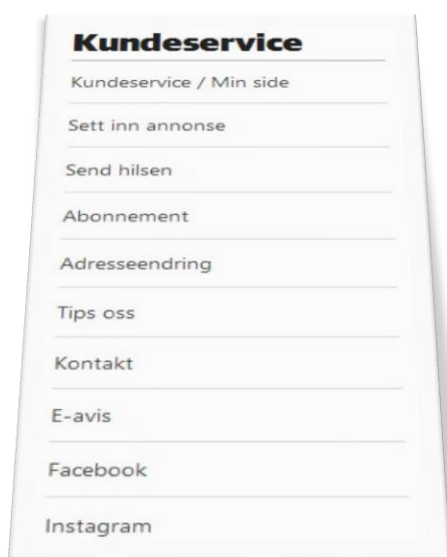 Kundeservice
Kundeservice / Min side
Sett inn annonse
Send hilsen
Abonnement
Adresseendring
Tips oss
Kontakt
E-avis
Facebook
Instagram